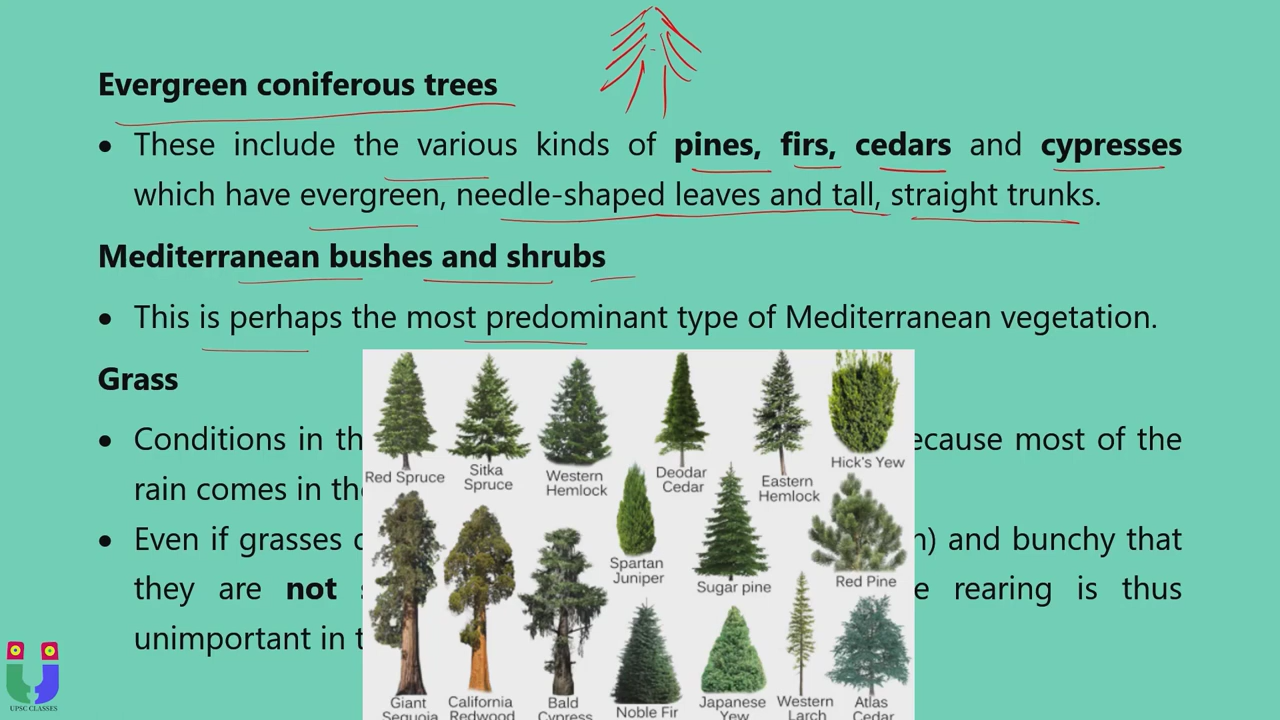 Evergreen coniferous trees
• These include the various kinds of pines, firs, cedars and cypresses
which have evergreen, needle-shaped leaves and tall, straight trunks.
Mediterranean bushes and shrubs
• This is perhaps the most predominant type of Mediterranean vegetation.
Grass
• Conditions in th ecause most of the
rain comes in the
• Even if grasses n) and bunchy that
they are not e rearing is thus
unimportant in t
Red Spruce
Sitka
Spruce
Western
Hemlock
Deodar
Cedar
Eastern
Hemlock
Hick's Yew
Spartan
Juniper
Sugar pine
Red Pine
Giant
Sequoia
California
Redwood
Bald
Cypress
Noble Fir
Japanese
Yew
Western
Larch
Atlas
Cedar
UPSC CLASSES